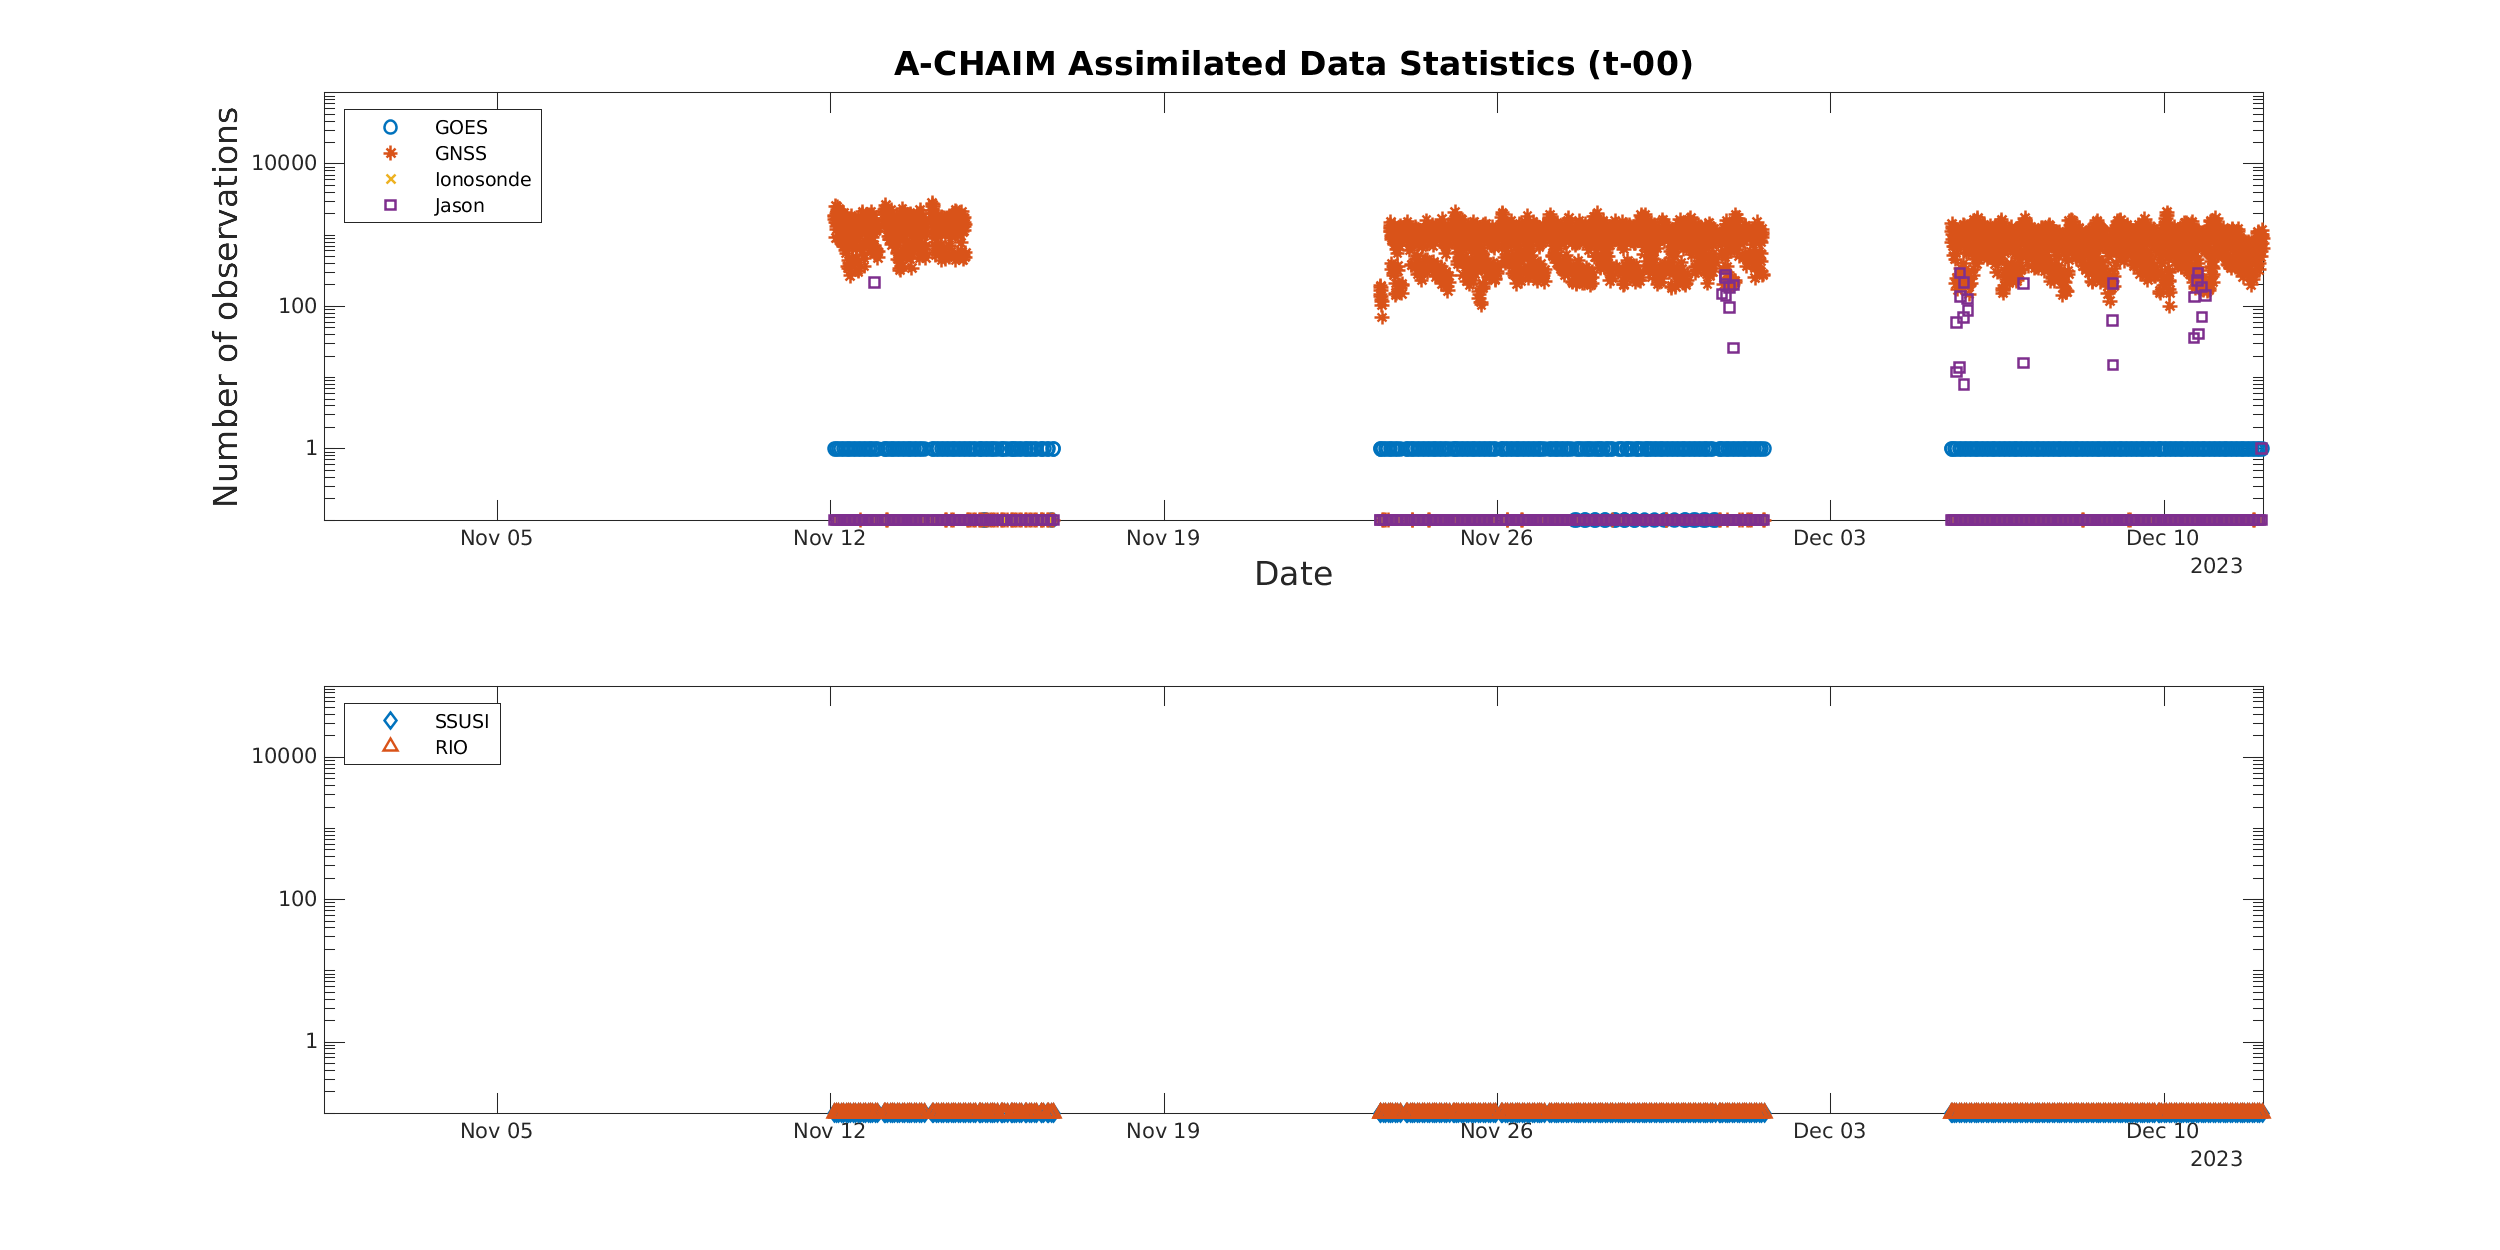 A-CHAIM Assimilated Data Statistics (t-00)
Number of observations
GOES
GNSS
Ionosonde
Jason
10000
100
1
Nov 05 Nov 12 Nov 19 Nov 26 Dec 03 Dec 10
2023
Date
SSUSI
RIO
10000
100
1
Nov 05 Nov 12 Nov 19 Nov 26 Dec 03 Dec 10
2023